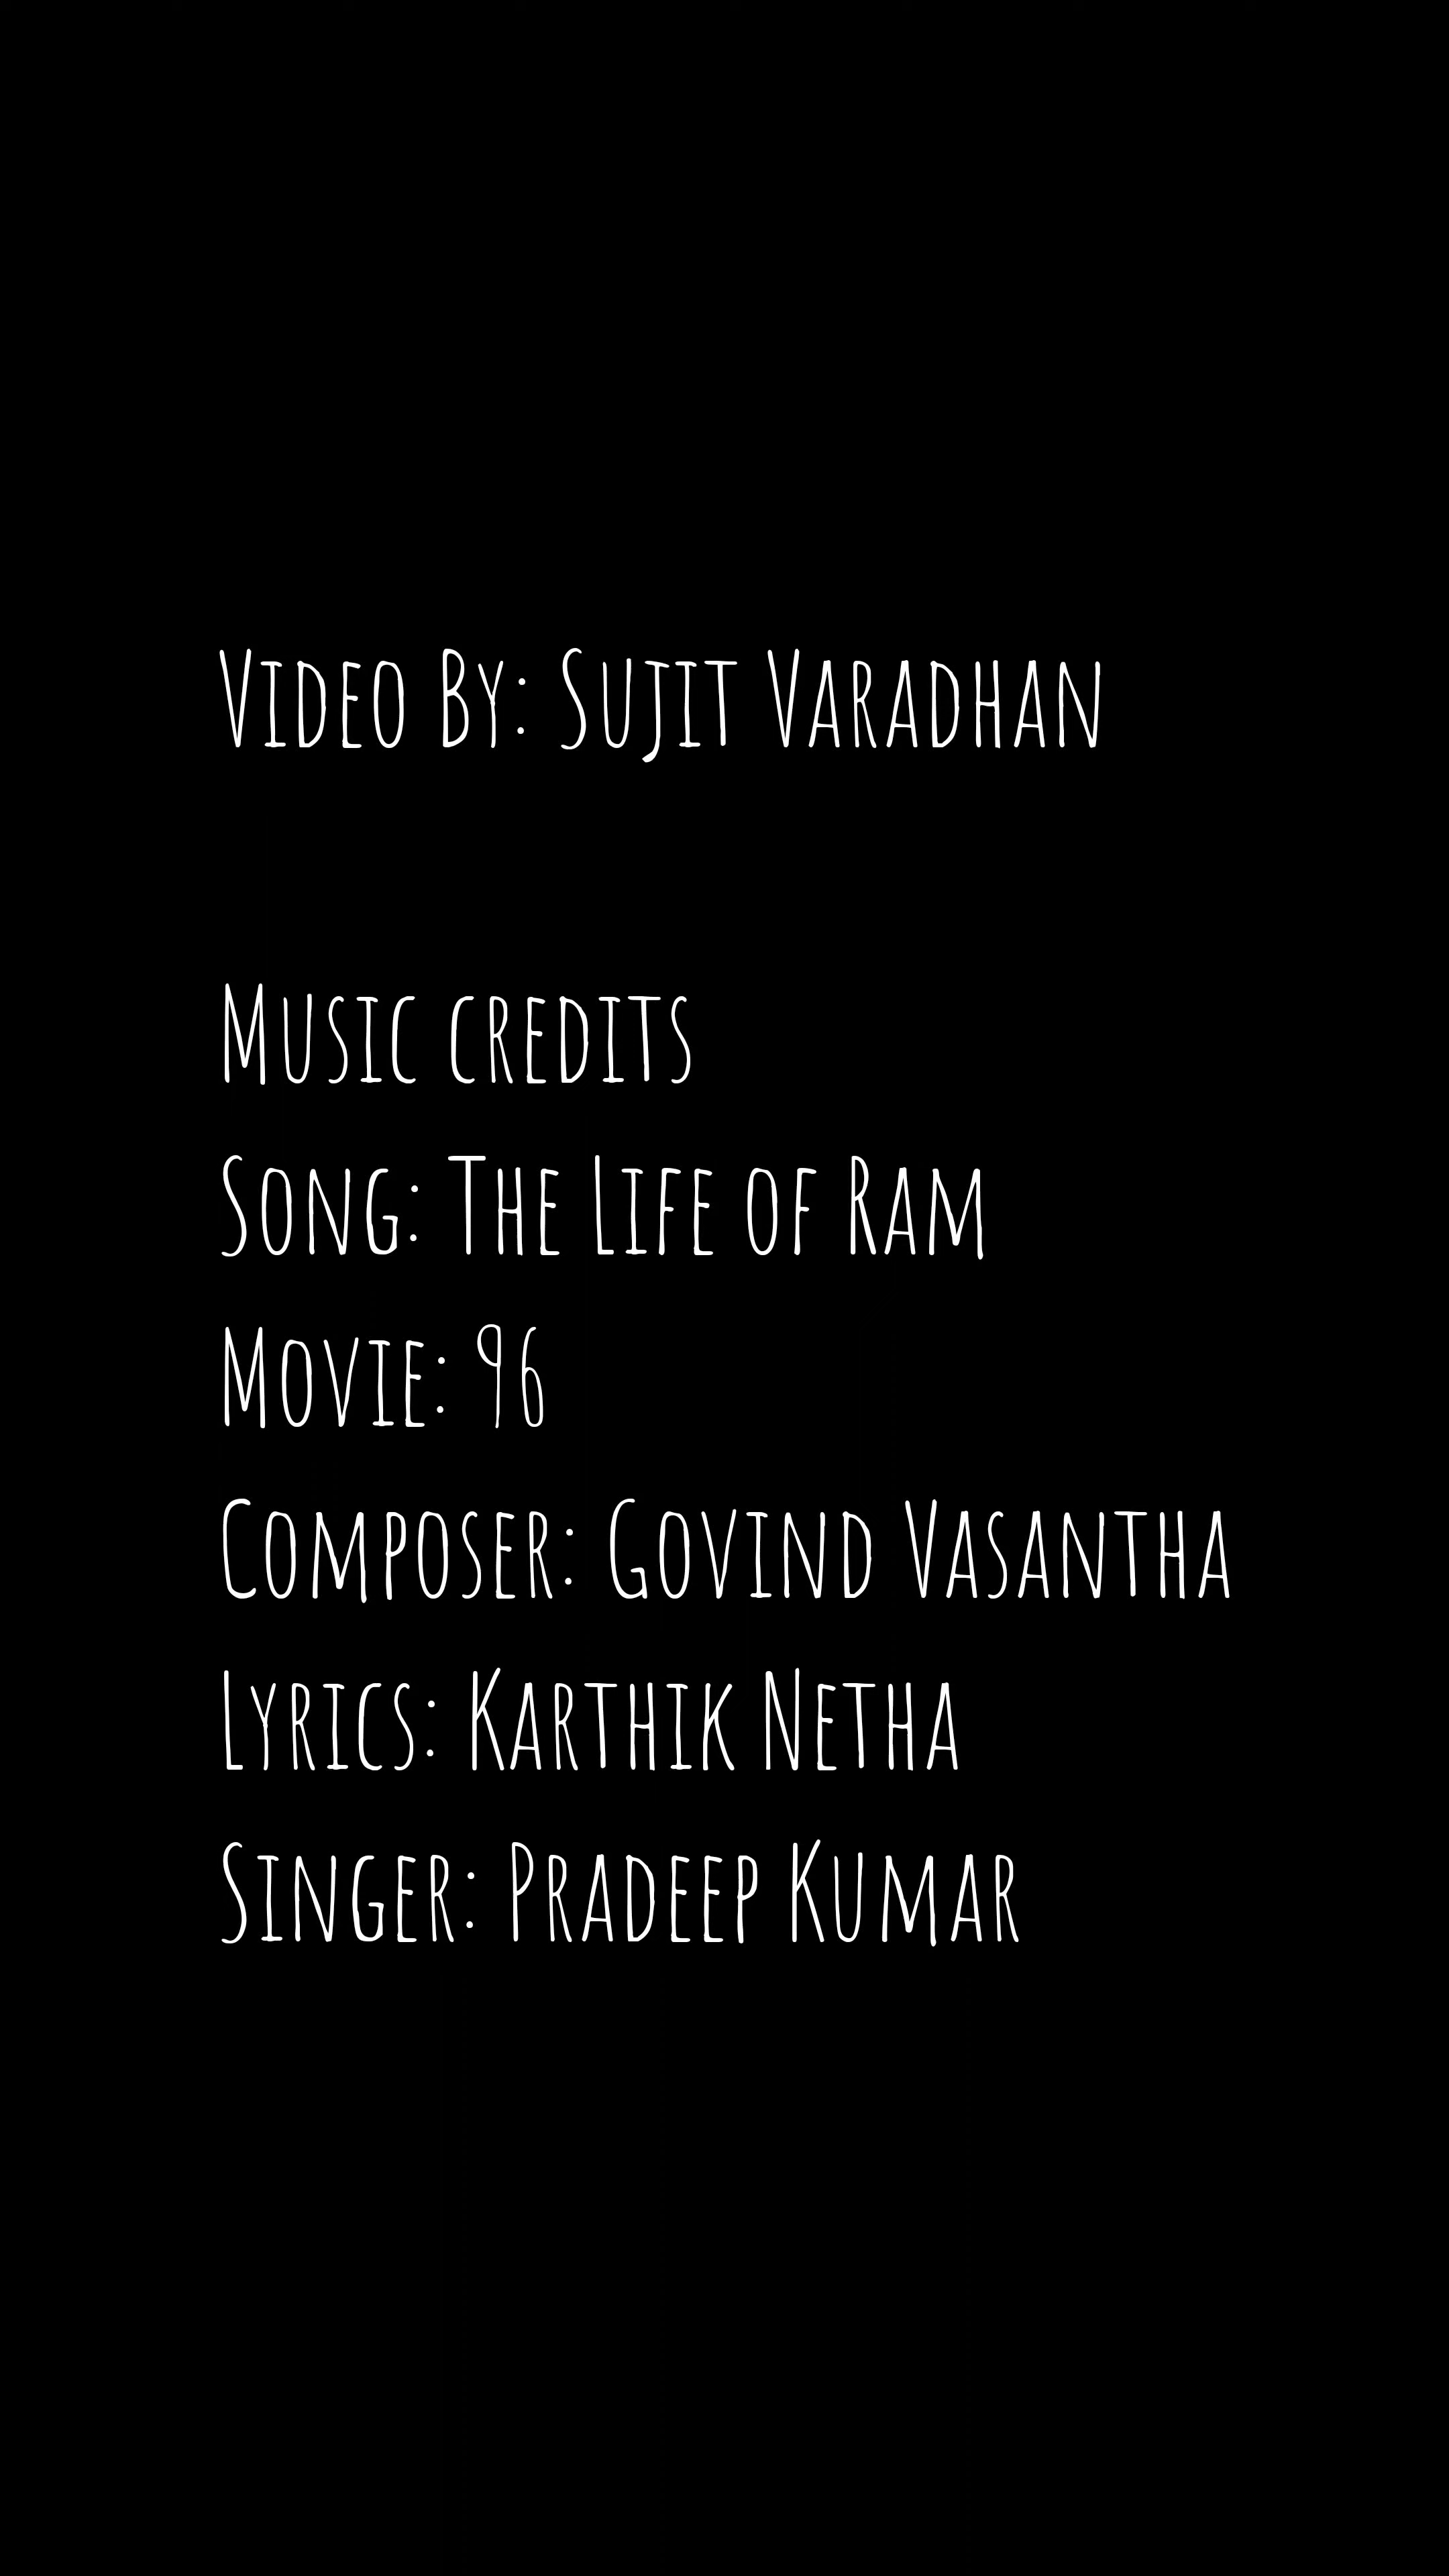 Video By: Sujit Varadhan
Music credits
Song: The Life of Ram
Movie: 96
Composer: Govind Vasantha
Lyrics: Karthik Netha
Singer: Pradeep Kumar